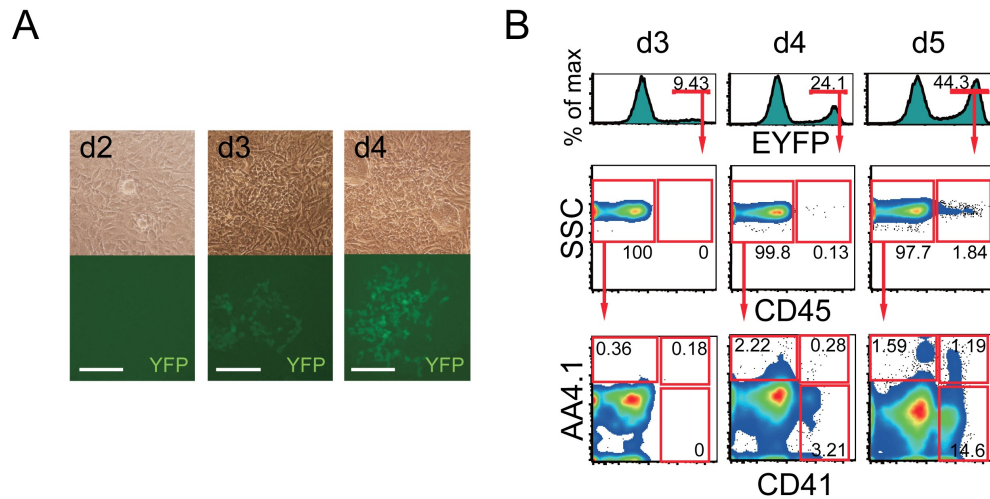 A
d2
d3
d4
YFP
YFP
YFP
B
d3
d4
d5
% of max
9.43
24.1
44.3
EYFP
SSC
100
0
99.8
0.13
97.7
1.84
CD45
AA4.1
0.36
0.18
2.22
0.28
1.59
1.19
0
3.21
14.6
CD41